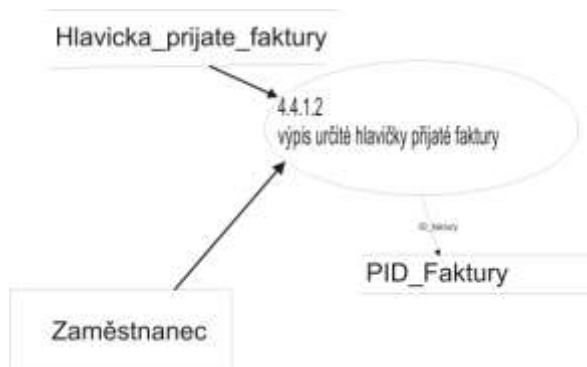 Hlavicka_prijate_faktury
4.4.1.2
výpis určité hlavičky přijaté faktury
ID_faktury
PID_Faktury
Zaměstnanec